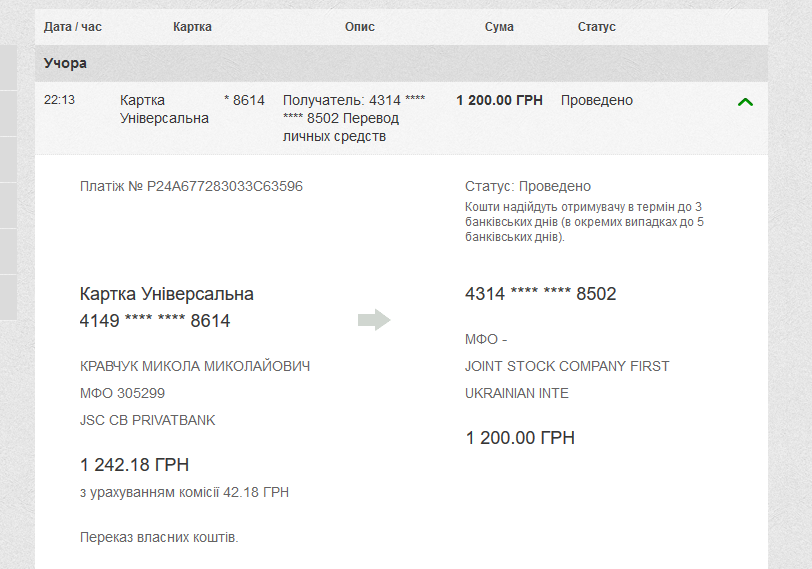 Дата / час Картка Опис Сума Статус
Учора
22:13 Картка * 8614 Получатель: 4314 **** 1 200.00 ГРН Проведено
Універсальна **** 8502 Перевод
личных средств
Платіж № P24A677283033C63596 Статус: Проведено
Кошти надійдуть отримувачу в термін до 3
банківських днів (в окремих випадках до 5
банківських днів).
Картка Універсальна 4314 **** **** 8502
4149 **** **** 8614
МФО -
КРАВЧУК МИКОЛА МИКОЛАЙОВИЧ JOINT STOCK COMPANY FIRST
МФО 305299 UKRAINIAN INTE
JSC CB PRIVATBANK
1 200.00 ГРН
1 242.18 ГРН
з урахуванням комісії 42.18 ГРН
Переказ власних коштів.